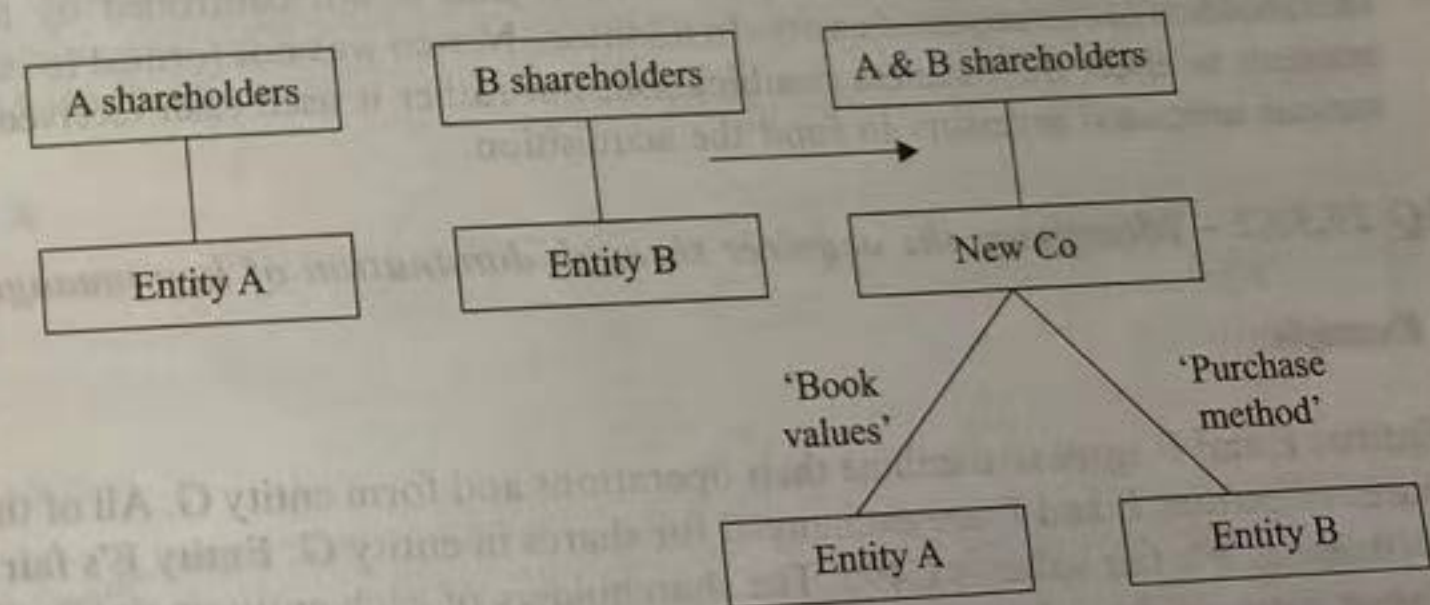 A shareholders
B shareholders
A & B shareholders
Entity A
Entity B
New Co
‘Book
values’
‘Purchase
method’
Entity A
Entity B